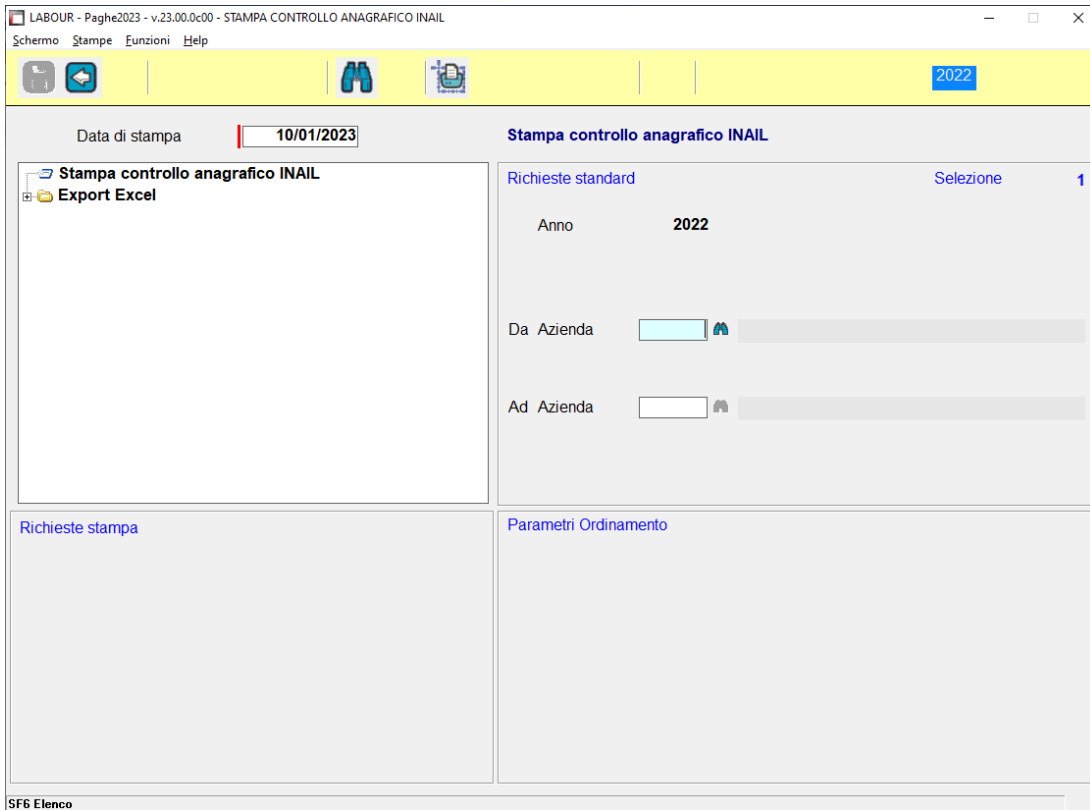 LABOUR - Paghe2023 - v.23.00.0c00 - STAMPA CONTROLLO ANAGRAFICO INAIL
Schermo Stampe Funzioni Help
2022
Data di stampa 10/01/2023
Stampa controllo anagrafico INAIL
Stampa controllo anagrafico INAIL
Export Excel
Richieste standard Selezione 1
Anno 2022
Da Azienda
Ad Azienda
Richieste stampa
Parametri Ordinamento
SF6 Elenco